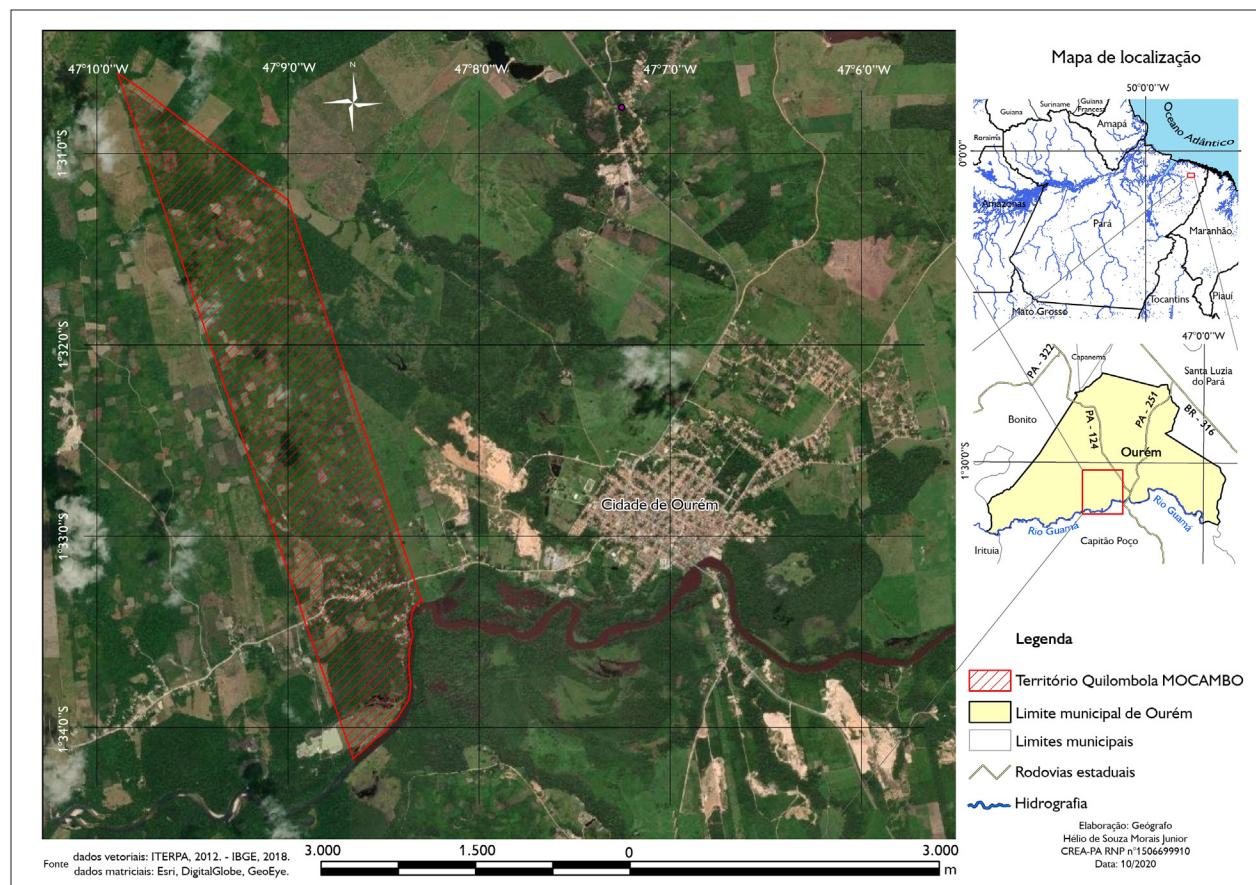 47°10'0"W
47°9'0"W
N
47°8'0"W
47°7'0"W
47°6'0"W
1°31'0"S
1°32'0"S
1°33'0"S
1°34'0"S
Cidade de Ourém
Mapa de localização
50°0'0"W
0°0'0"
Guiana
Suriname
Guiana
Francesa
Roraima
Amapá
Oceano Atlântico
Amazonas
Pará
Maranhão
Mato Grosso
Tocantins
Piauí
47°0'0"W
1°30'0"S
PA - 322
Capanema
Santa Luzia
do Pará
Bonito
PA - 124
PA - 251
BR - 316
Ourém
Rio Guamá
Rio Guamá
Irituia
Capitão Poço
Legenda
Território Quilombola MOCAMBO
Limite municipal de Ourém
Limites municipais
Rodovias estaduais
Hidrografia
Elaboração: Geógrafo
Hélio de Souza Morais Junior
CREA-PA RNP n°1506699910
Data: 10/2020
Fonte
dados vetoriais: ITERPA, 2012. - IBGE, 2018.
dados matriciais: Esri, DigitalGlobe, GeoEye.
3.000 1.500 0 3.000
m